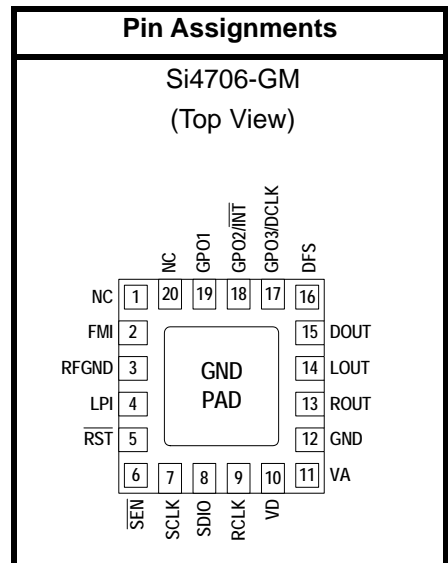 Pin Assignments
Si4706-GM
(Top View)
NC
GPO1
GPO2/INT
GPO3/DCLK
DFS
NC 1 20 19 18 17 16
FMI 2 15 DOUT
RFGND 3 14 LOUT
GND
PAD
LPI 4 13 ROUT
RST 5 12 GND
6 7 8 9 10 11 VA
SEN
SCLK
SDIO
RCLK
VD